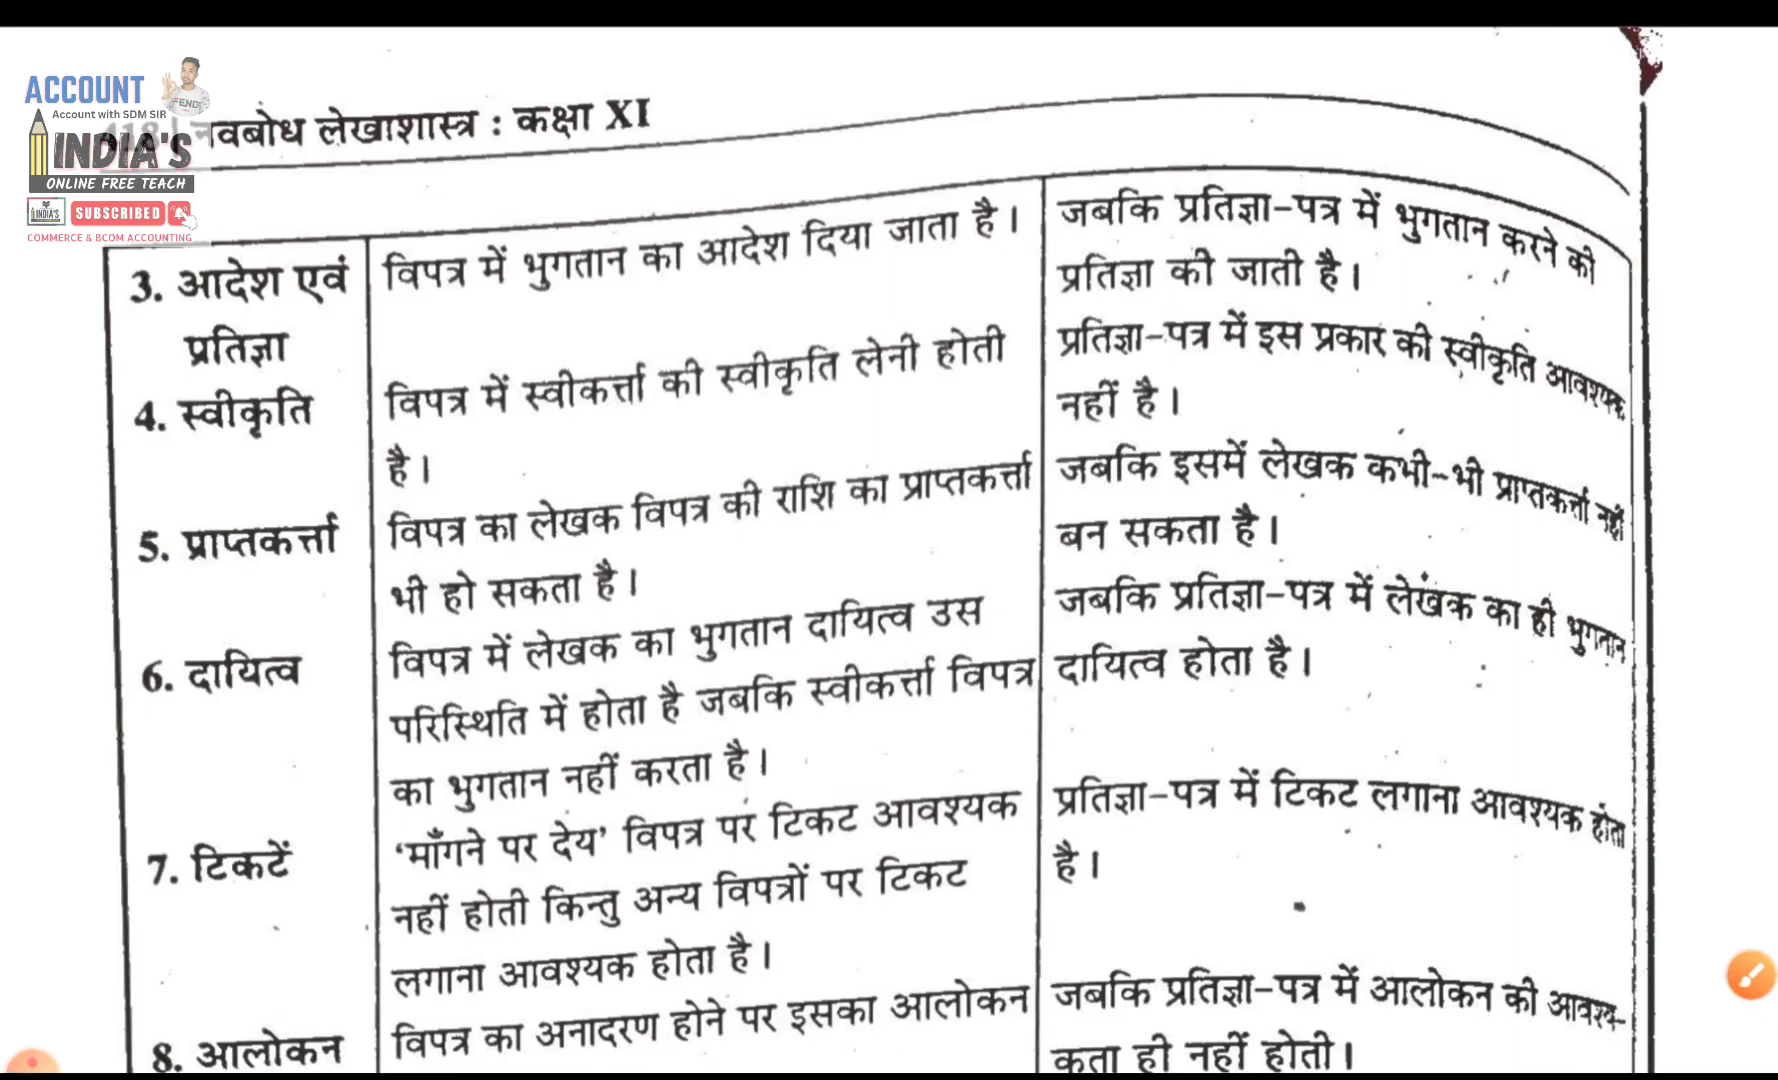 ACCOUNT
Account with SDM SIR
INDIA'S
ONLINE FREE TEACH
INDIA'S
SUBSCRIBED
COMMERCE & BCOM ACCOUNTING
418 | नवबोध लेखाशास्त्र : कक्षा XI
3. आदेश एवं
प्रतिज्ञा
विपत्र में भुगतान का आदेश दिया जाता है।
जबकि प्रतिज्ञा-पत्र में भुगतान करने की
प्रतिज्ञा की जाती है।
4. स्वीकृति
विपत्र में स्वीकर्त्ता की स्वीकृति लेनी होती
है।
प्रतिज्ञा-पत्र में इस प्रकार की स्वीकृति आवश्यक
नहीं है।
5. प्राप्तकर्त्ता
विपत्र का लेखक विपत्र की राशि का प्राप्तकर्त्ता
भी हो सकता है।
जबकि इसमें लेखक कभी-भी प्राप्तकर्त्ता नहीं
बन सकता है।
6. दायित्व
विपत्र में लेखक का भुगतान दायित्व उस
परिस्थिति में होता है जबकि स्वीकर्त्ता विपत्र
का भुगतान नहीं करता है।
जबकि प्रतिज्ञा-पत्र में लेखक का ही भुगतान
दायित्व होता है।
7. टिकटें
‘माँगने पर देय’ विपत्र पर टिकट आवश्यक
नहीं होती किन्तु अन्य विपत्रों पर टिकट
लगाना आवश्यक होता है।
प्रतिज्ञा-पत्र में टिकट लगाना आवश्यक होता
है।
8. आलोकन
विपत्र का अनादरण होने पर इसका आलोकन
जबकि प्रतिज्ञा-पत्र में आलोकन की आवश्य-
कता ही नहीं होती।